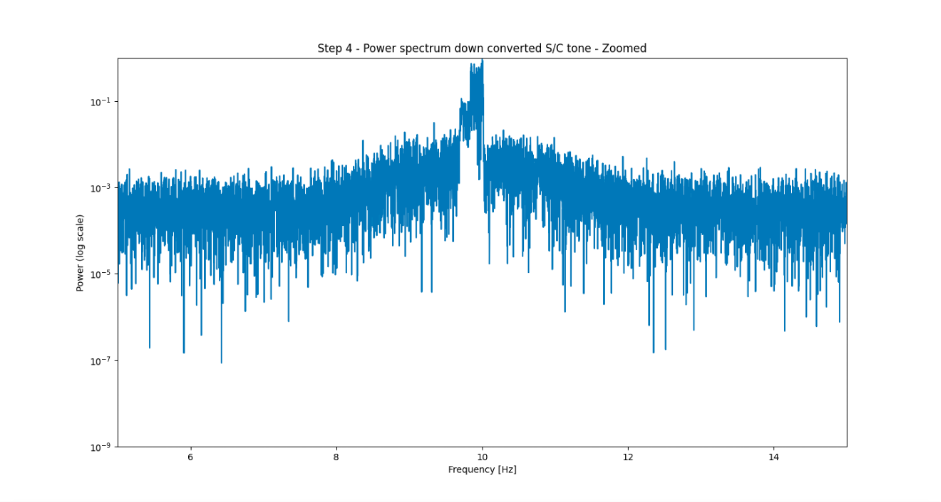 Step 4 - Power spectrum down converted S/C tone - Zoomed
10⁻¹
10⁻³
10⁻⁵
10⁻⁷
10⁻⁹
Power (log scale)
6 8 10 12 14
Frequency [Hz]